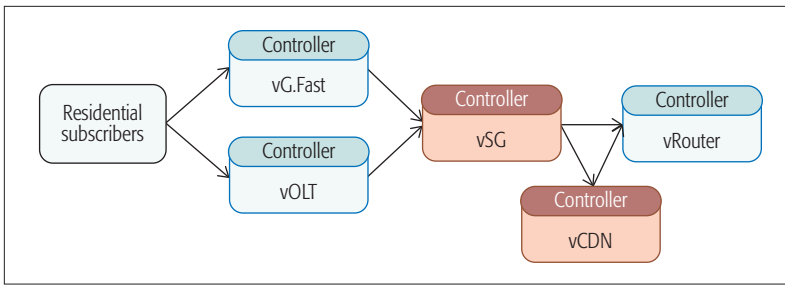 Residential
subscribers
Controller
vG.Fast
Controller
vOLT
Controller
vSG
Controller
vRouter
Controller
vCDN